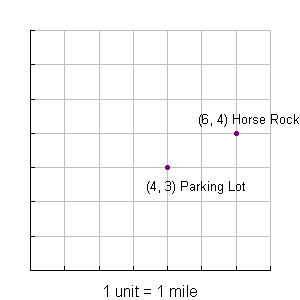 (6, 4) Horse Rock
(4, 3) Parking Lot
1 unit = 1 mile